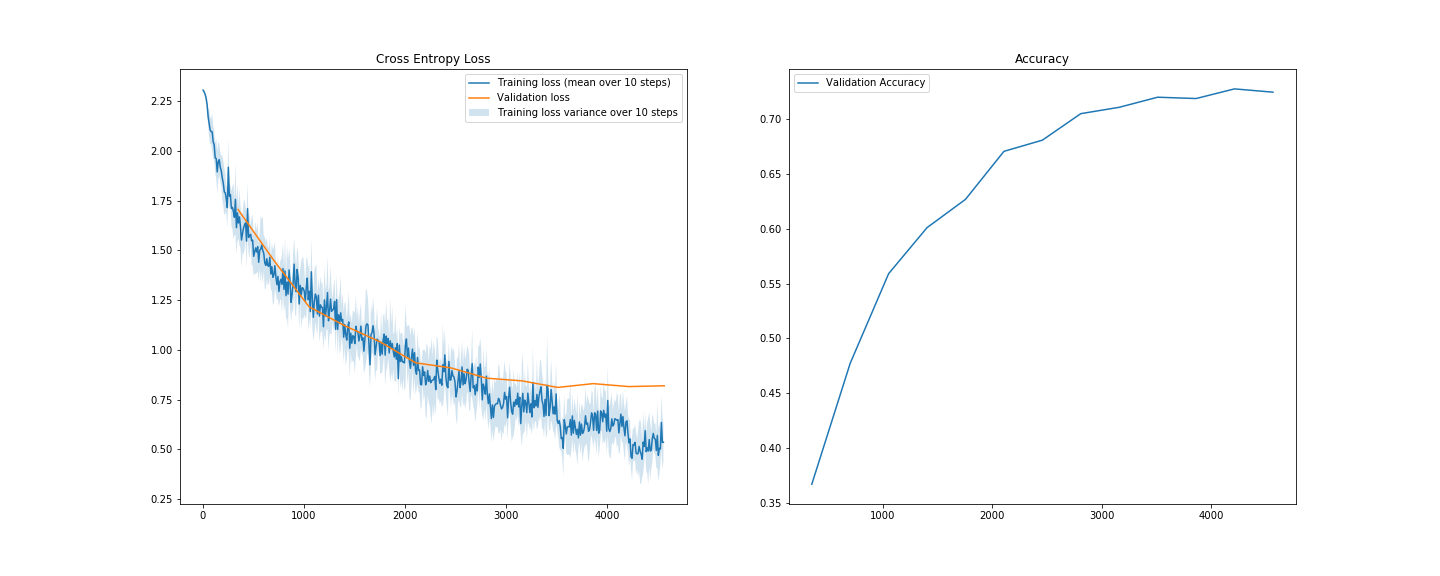 Cross Entropy Loss
Training loss (mean over 10 steps)
Validation loss
Training loss variance over 10 steps
2.25
2.00
1.75
1.50
1.25
1.00
0.75
0.50
0.25
0 1000 2000 3000 4000
Accuracy
Validation Accuracy
0.70
0.65
0.60
0.55
0.50
0.45
0.40
0.35
1000 2000 3000 4000